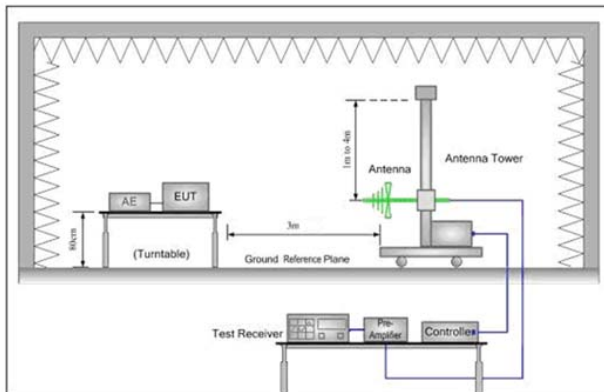 1m to 4m
Antenna
Antenna Tower
AE
EUT
80cm
(Turntable)
3m
Ground Reference Plane
Test Receiver
Pre-
Amplifier
Controller